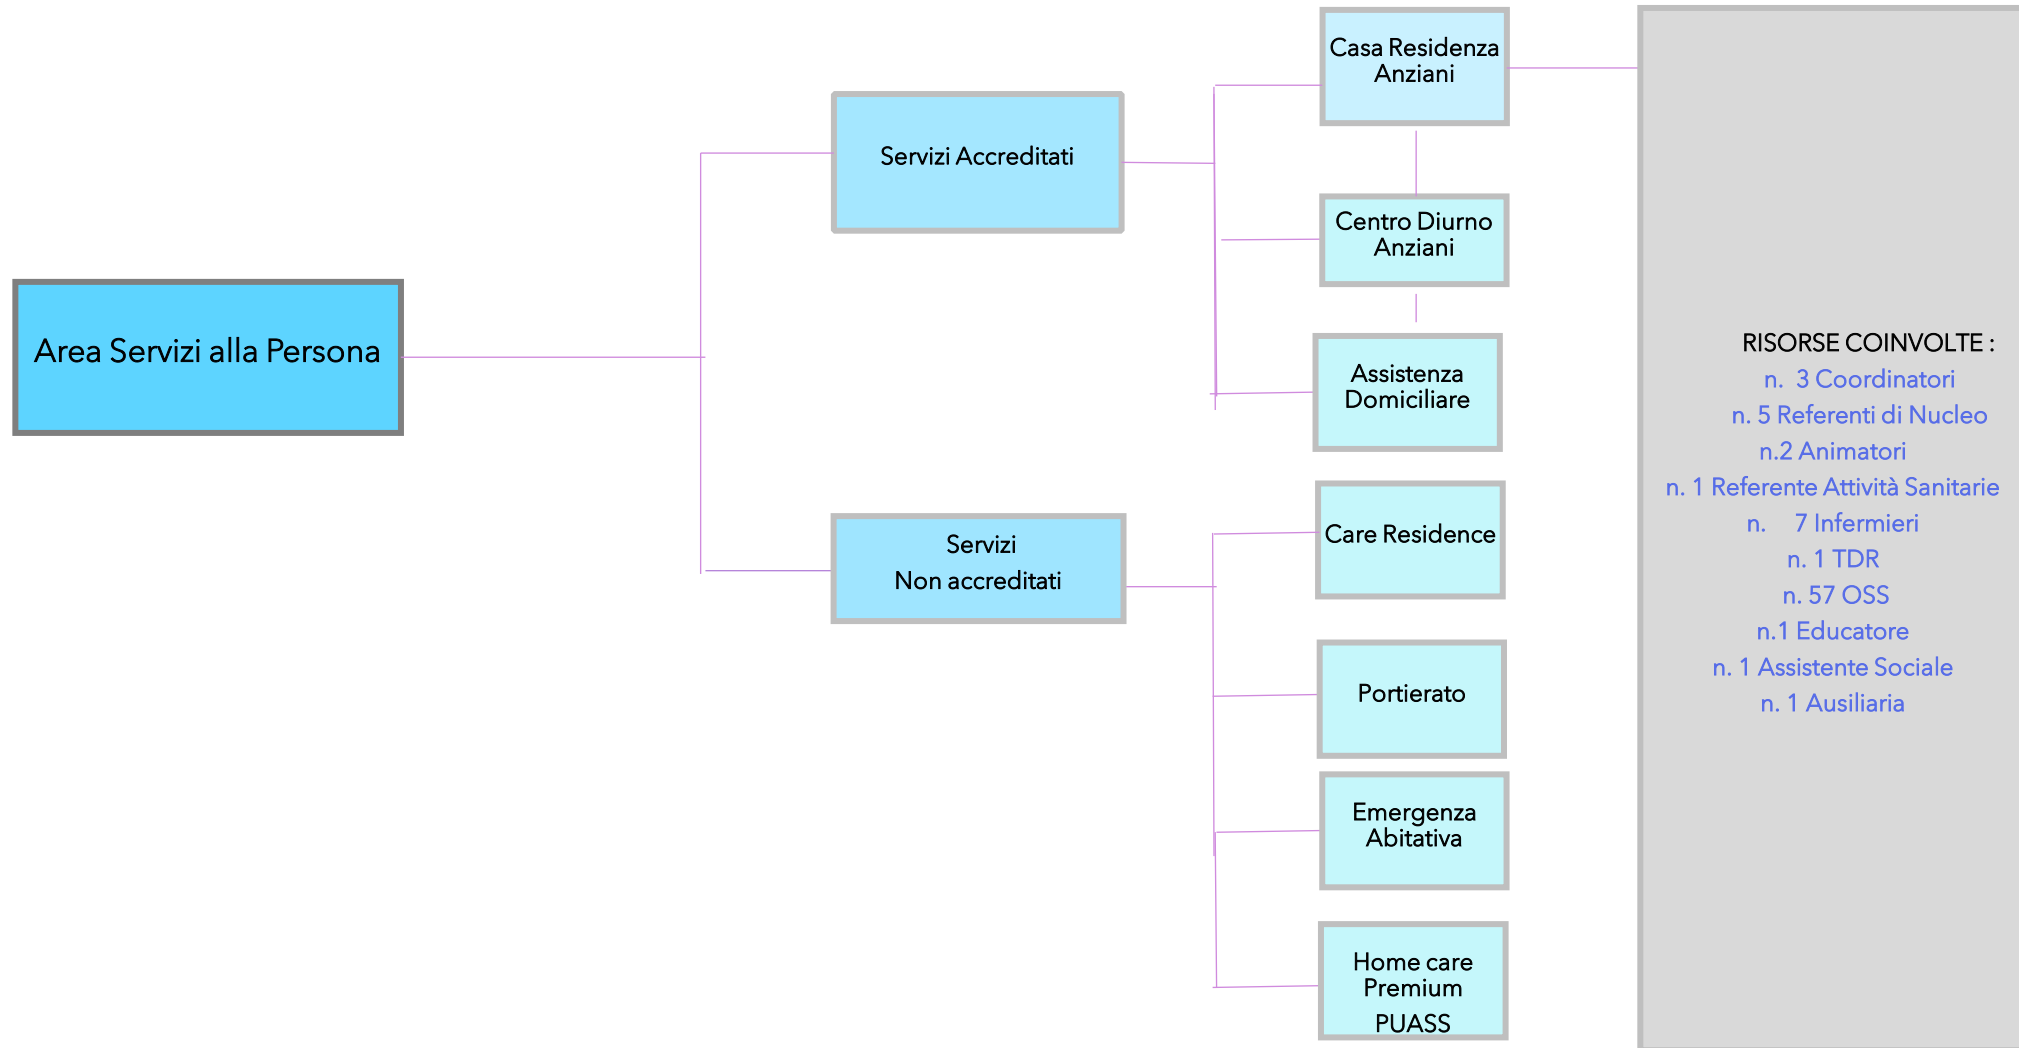 Area Servizi alla Persona
Servizi Accreditati
Casa Residenza
Anziani
Centro Diurno
Anziani
Assistenza
Domiciliare
Servizi
Non accreditati
Care Residence
Portierato
Emergenza
Abitativa
Home care
Premium
PUASS
RISORSE COINVOLTE :
n. 3 Coordinatori
n. 5 Referenti di Nucleo
n.2 Animatori
n. 1 Referente Attività Sanitarie
n. 7 Infermieri
n. 1 TDR
n. 57 OSS
n.1 Educatore
n. 1 Assistente Sociale
n. 1 Ausiliaria